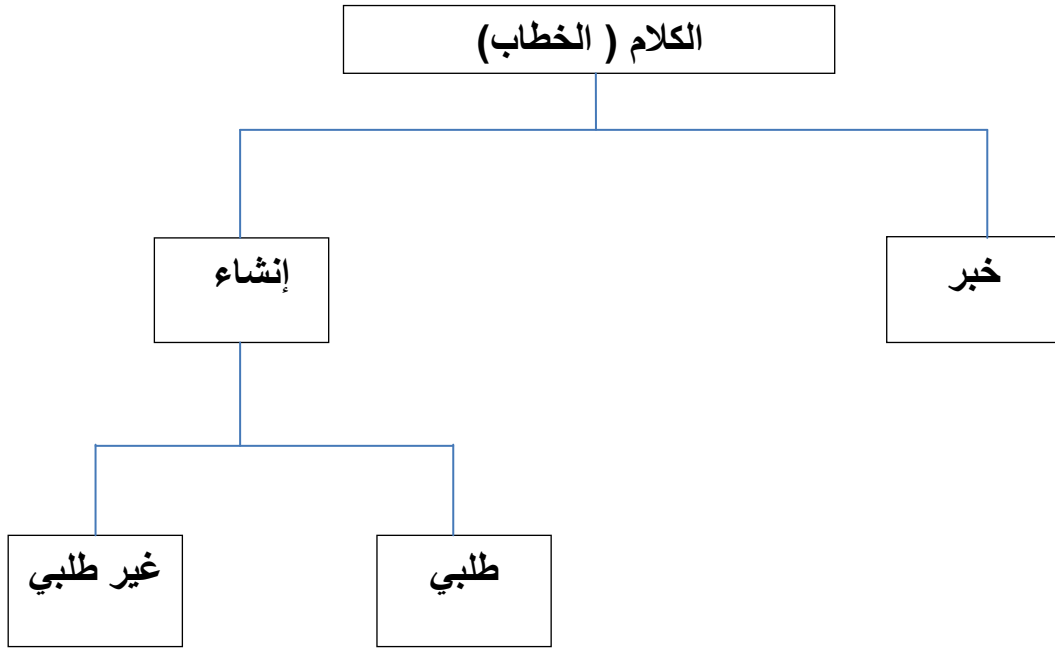 الكلام ( الخطاب)
خبر
إنشاء
طلبي
غير طلبي